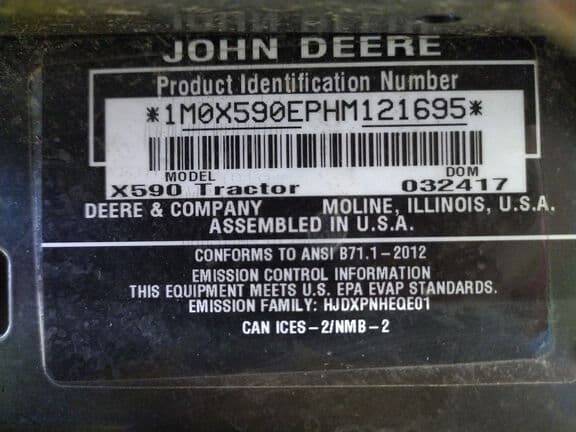 JOHN DEERE
Product Identification Number
*1M0X590EPHM121695*
MODEL DOM
X590 Tractor 032417
DEERE & COMPANY MOLINE, ILLINOIS, U.S.A.
ASSEMBLED IN U.S.A.
CONFORMS TO ANSI B71.1-2012
EMISSION CONTROL INFORMATION
THIS EQUIPMENT MEETS U.S. EPA EVAP STANDARDS.
EMISSION FAMILY: HJDXPNHEQE01
CAN ICES-2/NMB-2